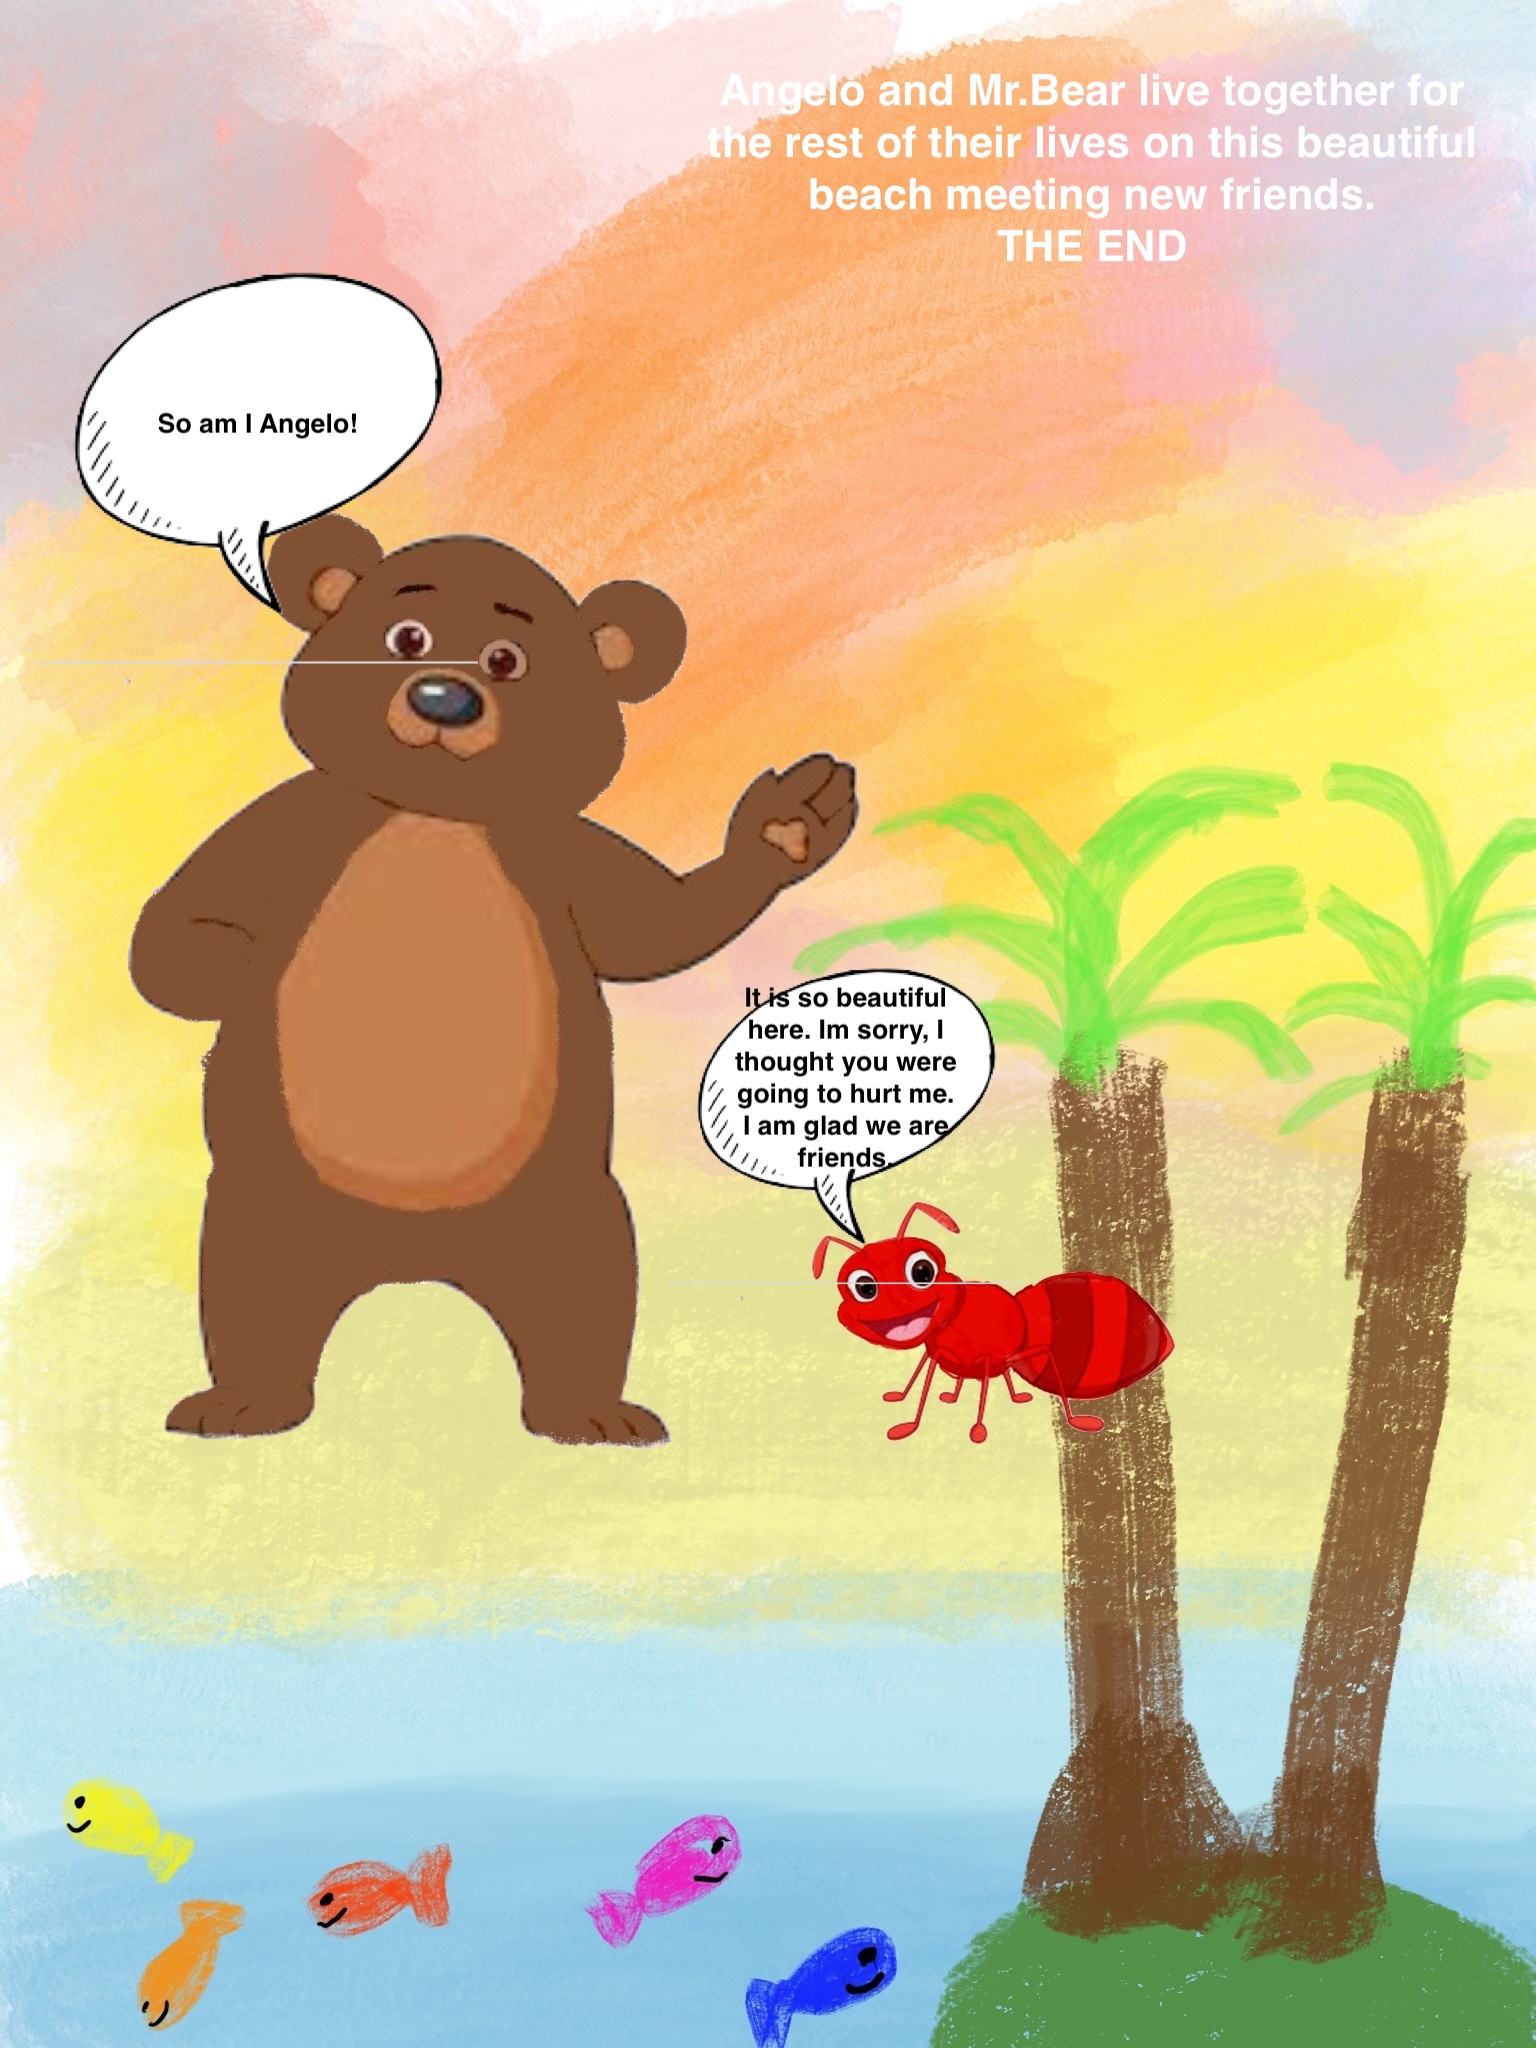 Angelo and Mr.Bear live together for
the rest of their lives on this beautiful
beach meeting new friends.
THE END
So am I Angelo!
It is so beautiful
here. Im sorry, I
thought you were
going to hurt me.
I am glad we are
friends.